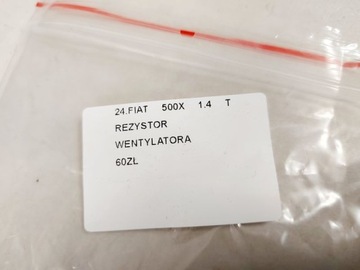 24.FIAT 500X 1.4 T
REZYSTOR
WENTYLATORA
60ZL